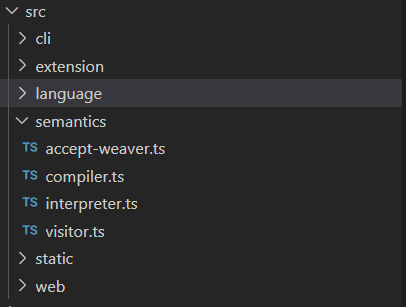 src
cli
extension
language
semantics
TS accept-weaver.ts
TS compiler.ts
TS interpreter.ts
TS visitor.ts
static
web